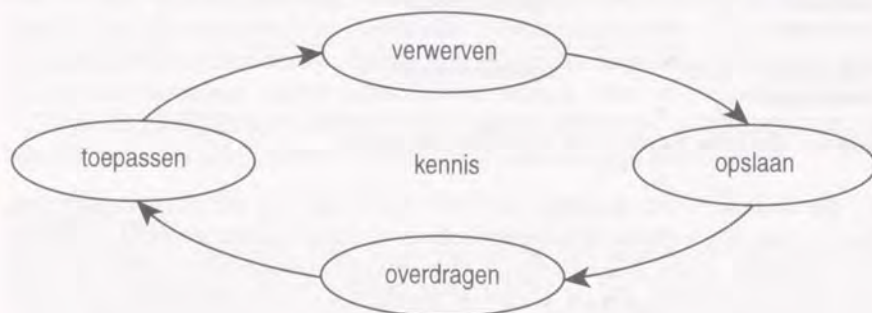 verwerven
toepassen
kennis
opslaan
overdragen